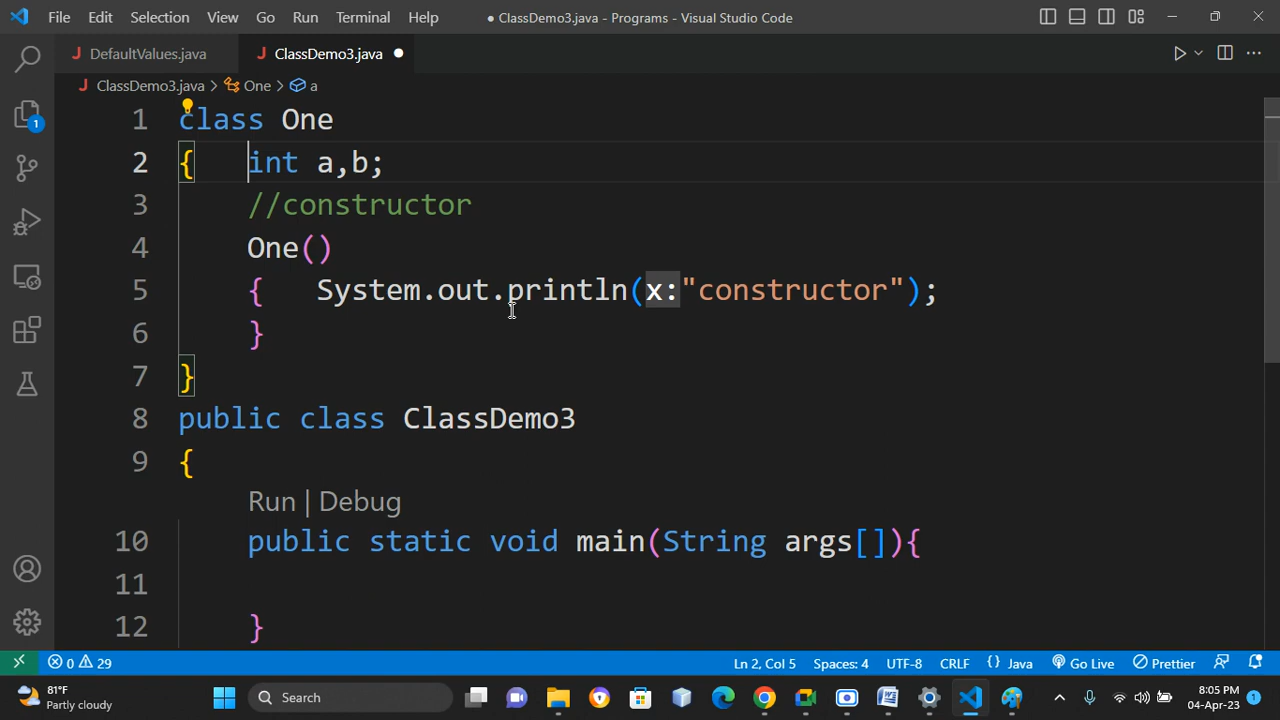 File Edit Selection View Go Run Terminal Help
● ClassDemo3.java - Programs - Visual Studio Code
J DefaultValues.java
J ClassDemo3.java ●
J ClassDemo3.java > One > a
1 class One
2 { int a,b;
3 //constructor
4 One()
5 { System.out.println(x:"constructor");
6 }
7 }
8 public class ClassDemo3
9 {
Run | Debug
10 public static void main(String args[]){
11
12 }
1
0 29
Ln 2, Col 5 Spaces: 4 UTF-8 CRLF {} Java Go Live Prettier
81°F
Partly cloudy
Search
8:05 PM
04-Apr-23
1